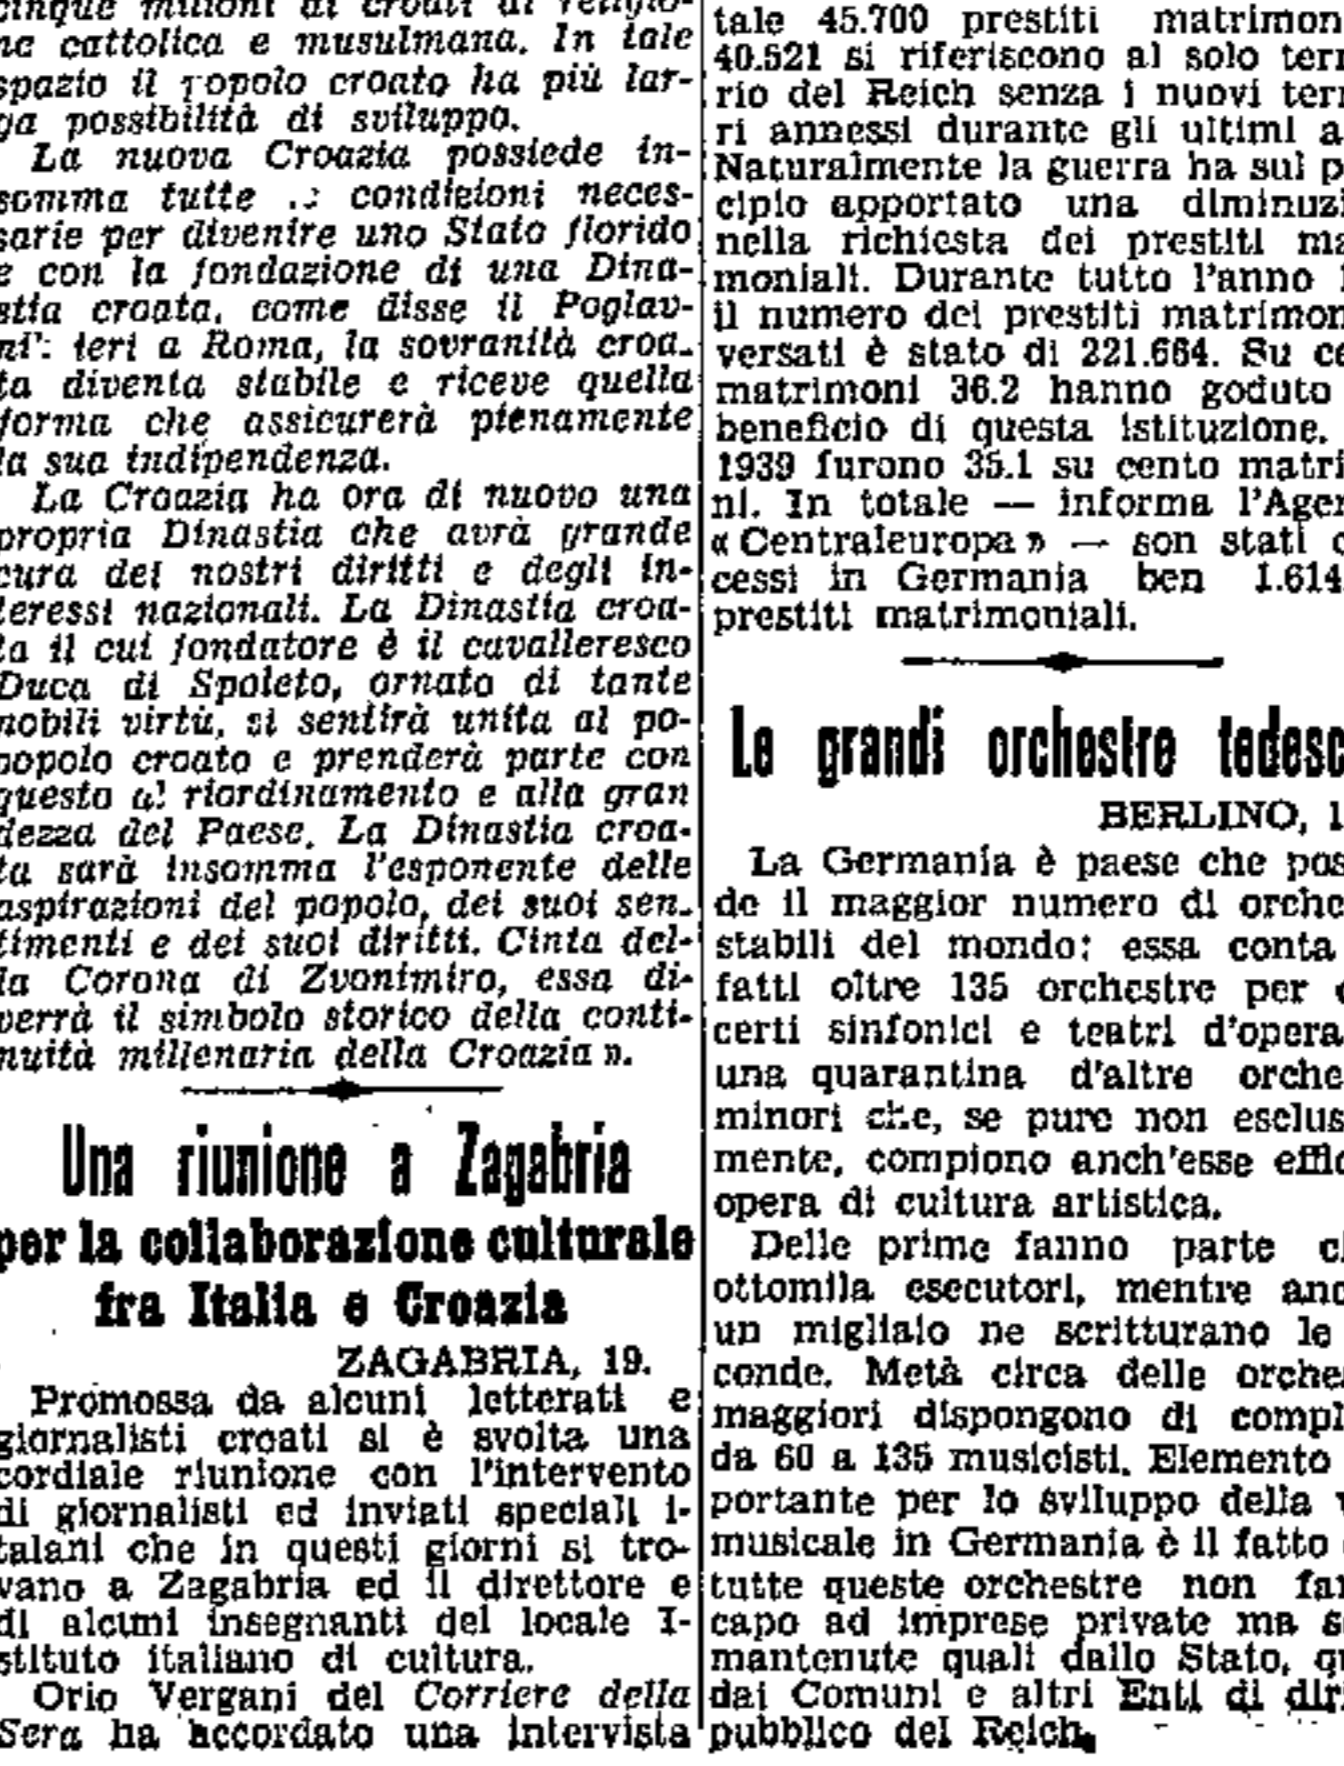 cinque milioni di croati di religio-
ne cattolica e musulmana. In tale
spazio il popolo croato ha più lar-
ga possibilità di sviluppo.
La nuova Croazia possiede in-
somma tutte condizioni neces-
sarie per divenire uno Stato florido
e con la fondazione di una Dina-
stia croata, come disse il Poglav-
ieri a Roma, la sovranità croa-
ta diventa stabile e riceve quella
forma che assicurerà pienamente
la sua indipendenza.
La Croazia ha ora di nuovo una
propria Dinastia che avrà grande
cura dei nostri diritti e degli in-
teressi nazionali. La Dinastia croa-
ta il cui fondatore è il cavalleresco
Duca di Spoleto, ornato di tante
nobili virtù, si sentirà unita al po-
popolo croato e prenderà parte con
questo al riordinamento e alla gran
dezza del Paese. La Dinastia croa-
ta sarà insomma l'esponente delle
aspirazioni del popolo, dei suoi sen-
timenti e dei suoi diritti. Cinta del-
la Corona di Zvonimiro, essa di-
verrà il simbolo storico della conti-
nuità millenaria della Croazia».
Una riunione a Zagabria
per la collaborazione culturale
fra Italia e Croazia
ZAGABRIA, 19.
Promossa da alcuni letterati e
giornalisti croati si è svolta una
cordiale riunione con l'intervento
di giornalisti ed inviati speciali i-
talani che in questi giorni si tro-
vano a Zagabria ed il direttore e
di alcuni insegnanti del locale I-
stituto italiano di cultura.
Orio Vergani del Corriere della
Sera ha accordato una intervista
tale 45.700 prestiti matrimon
40.521 si riferiscono al solo terr
rio del Reich senza i nuovi terr
ri annessi durante gli ultimi a
Naturalmente la guerra ha sul p
cipio apportato una diminuzi
nella richiesta dei prestiti ma
moniali. Durante tutto l'anno
il numero dei prestiti matrimon
versati è stato di 221.664. Su ce
matrimoni 36.2 hanno goduto
beneficio di questa istituzione.
1939 furono 35.1 su cento matri
ni. In totale — informa l'Agen
«Centraleuropa» — son stati c
cessi in Germania ben 1.614
prestiti matrimoniali.
Le grandi orchestre tedesc
BERLINO, 1
La Germania è paese che pos
de il maggior numero di orche
stabili del mondo: essa conta
fatti oltre 135 orchestre per c
certi sinfonici e teatri d'opera
una quarantina d'altre orche
minori che, se pure non esclus
mente, compiono anch'esse effic
opera di cultura artistica.
Delle prime fanno parte ci
ottomila esecutori, mentre anc
un migliaio ne scritturano le
conde. Metà circa delle orche
maggiori dispongono di compl
da 60 a 135 musicisti. Elemento
portante per lo sviluppo della v
musicale in Germania è il fatto
tutte queste orchestre non fan
capo ad imprese private ma s
mantenute quali dallo Stato, qu
dai Comuni e altri Enti di dir
pubblico del Reich.